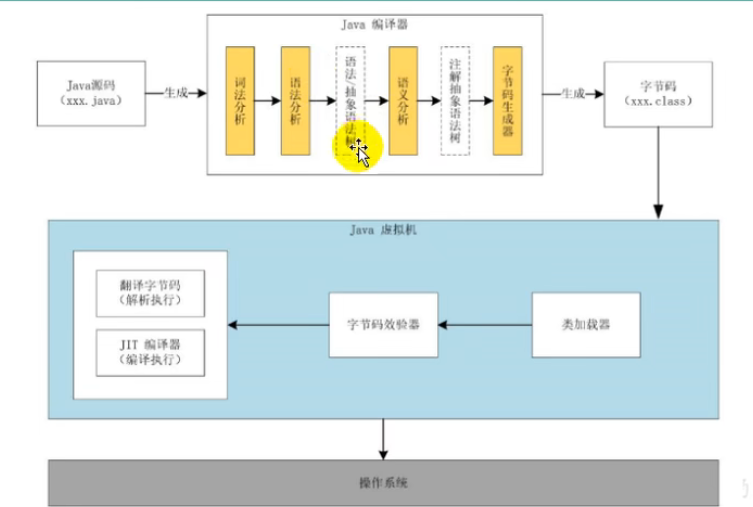 Java 编译器
Java源码
（xxx.java）
生成
词法分析
语法分析
语法/抽象语法树
语义分析
注解抽象语法树
字节码生成器
生成
字节码
（xxx.class）
Java 虚拟机
翻译字节码
（解析执行）
JIT 编译器
（编译执行）
字节码效验器
类加载器
操作系统